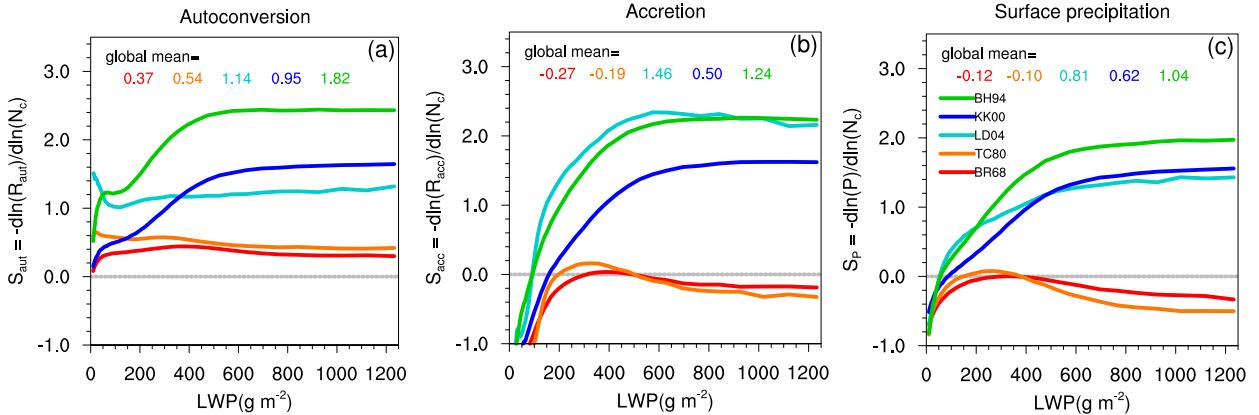 Autoconversion
(a)
global mean=
0.37 0.54 1.14 0.95 1.82
3.0
2.0
1.0
0.0
-1.0
S_aut = -dln(R_aut)/dln(N_c)
0 200 400 600 800 1000 1200
LWP(g m⁻²)
Accretion
(b)
global mean=
-0.27 -0.19 1.46 0.50 1.24
3.0
2.0
1.0
0.0
-1.0
S_acc = -dln(R_acc)/dln(N_c)
0 200 400 600 800 1000 1200
LWP(g m⁻²)
Surface precipitation
(c)
global mean=
-0.12 -0.10 0.81 0.62 1.04
BH94
KK00
LD04
TC80
BR68
3.0
2.0
1.0
0.0
-1.0
S_P = -dln(P)/dln(N_c)
0 200 400 600 800 1000 1200
LWP(g m⁻²)